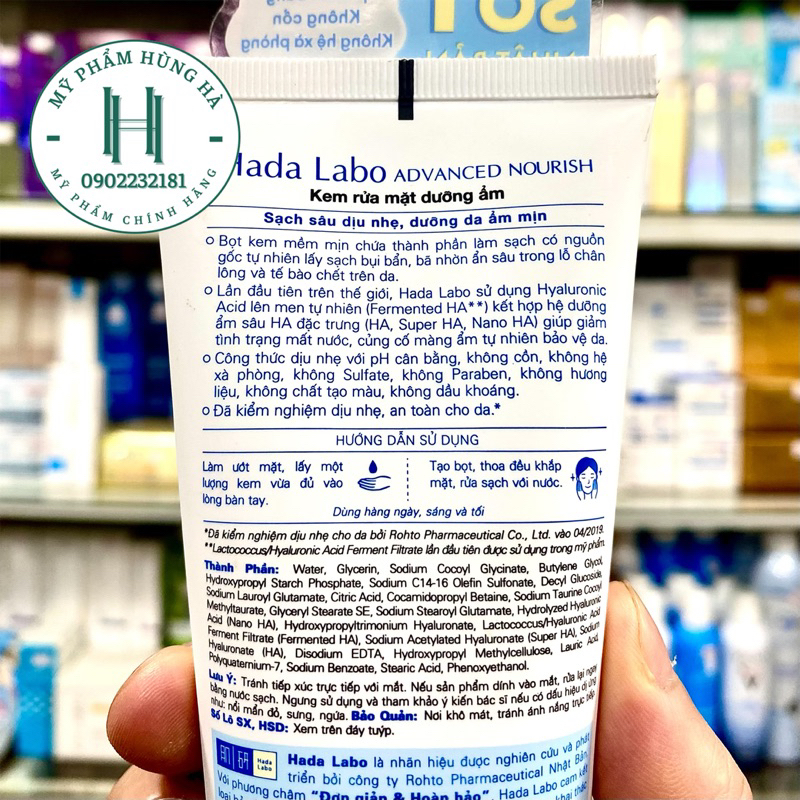 SỮT
NHẬT BẢN
dưỡng
Không cồn
Không hệ xà phòng
MỸ PHẨM HÙNG HÀ
H
0902232181
MỸ PHẨM CHÍNH HÃNG
Hada Labo ADVANCED NOURISH
Kem rửa mặt dưỡng ẩm
Sạch sâu dịu nhẹ, dưỡng da ẩm mịn
Bọt kem mềm mịn chứa thành phần làm sạch có nguồn
gốc tự nhiên lấy sạch bụi bẩn, bã nhờn ẩn sâu trong lỗ chân
lông và tế bào chết trên da.
Lần đầu tiên trên thế giới, Hada Labo sử dụng Hyaluronic
Acid lên men tự nhiên (Fermented HA**) kết hợp hệ dưỡng
ẩm sâu HA đặc trưng (HA, Super HA, Nano HA) giúp giảm
tình trạng mất nước, củng cố màng ẩm tự nhiên bảo vệ da.
Công thức dịu nhẹ với pH cân bằng, không cồn, không hệ
xà phòng, không Sulfate, không Paraben, không hương
liệu, không chất tạo màu, không dầu khoáng.
Đã kiểm nghiệm dịu nhẹ, an toàn cho da.*
HƯỚNG DẪN SỬ DỤNG
Làm ướt mặt, lấy một
lượng kem vừa đủ vào
lòng bàn tay.
Tạo bọt, thoa đều khắp
mặt, rửa sạch với nước.
Dùng hàng ngày, sáng và tối
*Đã kiểm nghiệm dịu nhẹ cho da bởi Rohto Pharmaceutical Co., Ltd. vào 04/2019.
**Lactococcus/Hyaluronic Acid Ferment Filtrate lần đầu tiên được sử dụng trong mỹ phẩm.
Thành Phần: Water, Glycerin, Sodium Cocoyl Glycinate, Butylene Glycol,
Hydroxypropyl Starch Phosphate, Sodium C14-16 Olefin Sulfonate, Decyl Glucoside,
Sodium Lauroyl Glutamate, Citric Acid, Cocamidopropyl Betaine, Sodium Taurine Cocoyl
Methyltaurate, Glyceryl Stearate SE, Sodium Stearoyl Glutamate, Hydrolyzed Hyaluronic
Acid (Nano HA), Hydroxypropyltrimonium Hyaluronate, Lactococcus/Hyaluronic Acid
Ferment Filtrate (Fermented HA), Sodium Acetylated Hyaluronate (Super HA), Sodium
Hyaluronate (HA), Disodium EDTA, Hydroxypropyl Methylcellulose, Lauric Acid,
Polyquaternium-7, Sodium Benzoate, Stearic Acid, Phenoxyethanol.
Lưu Ý: Tránh tiếp xúc trực tiếp với mắt. Nếu sản phẩm dính vào mắt, rửa lại ngay
bằng nước sạch. Ngưng sử dụng và tham khảo ý kiến bác sĩ nếu có dấu hiệu dị ứng
như: nổi mẩn đỏ, sưng, ngứa. Bảo Quản: Nơi khô mát, tránh ánh nắng trực tiếp.
Số Lô SX, HSD: Xem trên đáy tuýp.
Hada Labo
Hada Labo là nhãn hiệu được nghiên cứu và phát
triển bởi công ty Rohto Pharmaceutical Nhật Bản.
Với phương châm "Đơn giản & Hoàn hảo", Hada Labo cam kết